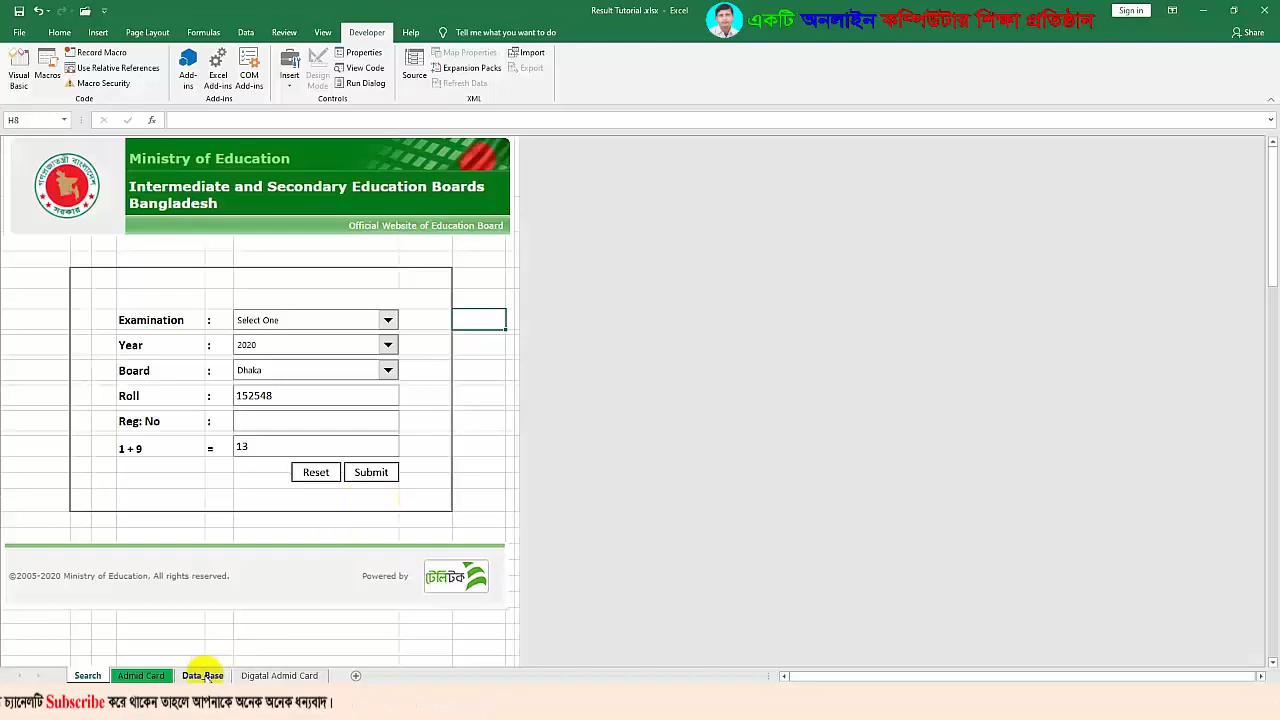 Result Tutorial.xlsx - Excel
Sign in
একটি অনলাইন কম্পিউটার শিক্ষা প্রতিষ্ঠান
File Home Insert Page Layout Formulas Data Review View Developer Help Tell me what you want to do
Share
Visual Basic
Macros
Record Macro
Use Relative References
Macro Security
Code
Add-ins
Excel Add-ins
COM Add-ins
Add-ins
Insert
Design Mode
Properties
View Code
Run Dialog
Controls
Source
Map Properties
Expansion Packs
Refresh Data
Import
Export
XML
H8
fx
গণপ্রজাতন্ত্রী বাংলাদেশ
সরকার
Ministry of Education
Intermediate and Secondary Education Boards
Bangladesh
Official Website of Education Board
Examination : Select One
Year : 2020
Board : Dhaka
Roll : 152548
Reg: No :
1 + 9 = 13
Reset Submit
©2005-2020 Ministry of Education, All rights reserved.
Powered by
টেলিটক
Search Admid Card Data Base Digatal Admid Card
চ্যানেলটি Subscribe করে থাকেন তাহলে আপনাকে অনেক অনেক ধন্যবাদ।